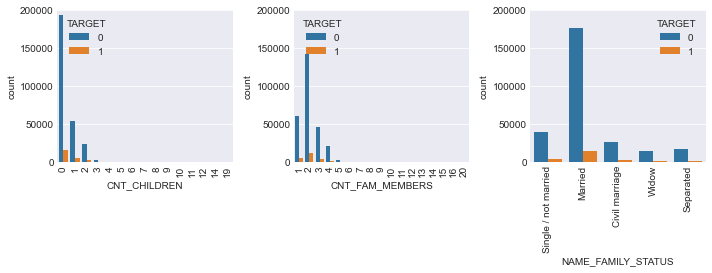 200000
150000
100000
50000
0
count
TARGET
0
1
0 1 2 3 4 5 6 7 8 9 10 11 12 14 19
CNT_CHILDREN
200000
150000
100000
50000
0
count
TARGET
0
1
1 2 3 4 5 6 7 8 9 10 11 12 13 14 15 16 20
CNT_FAM_MEMBERS
200000
150000
100000
50000
0
count
TARGET
0
1
Single / not married
Married
Civil marriage
Widow
Separated
NAME_FAMILY_STATUS